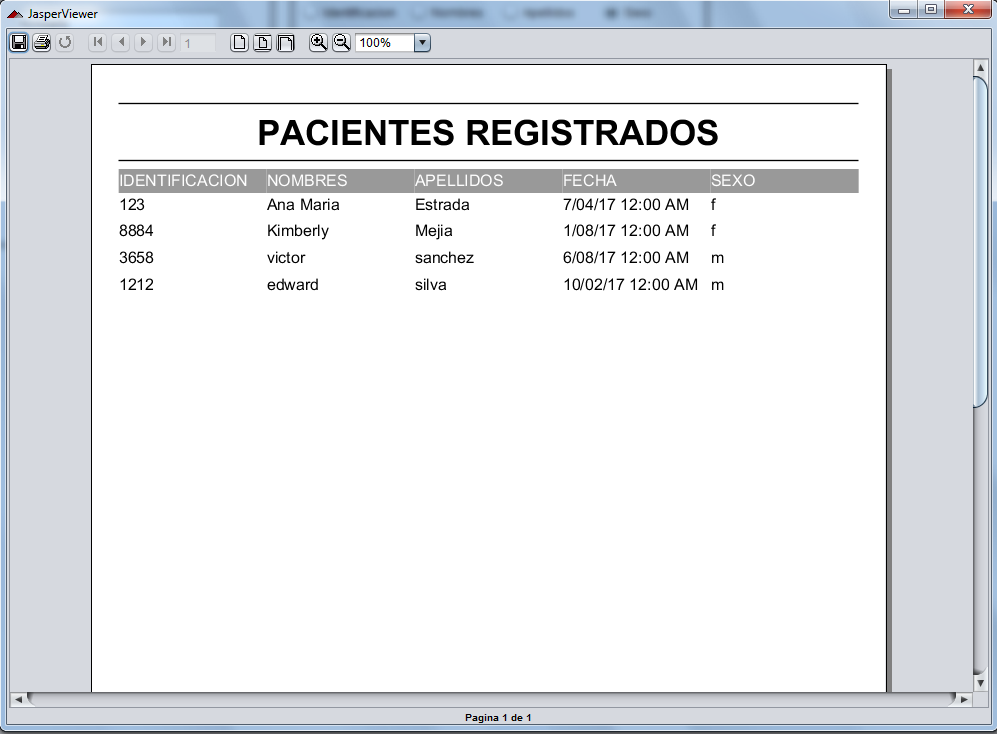 JasperViewer
1 100%
PACIENTES REGISTRADOS
IDENTIFICACION NOMBRES APELLIDOS FECHA SEXO
123 Ana Maria Estrada 7/04/17 12:00 AM f
8884 Kimberly Mejia 1/08/17 12:00 AM f
3658 victor sanchez 6/08/17 12:00 AM m
1212 edward silva 10/02/17 12:00 AM m
Pagina 1 de 1